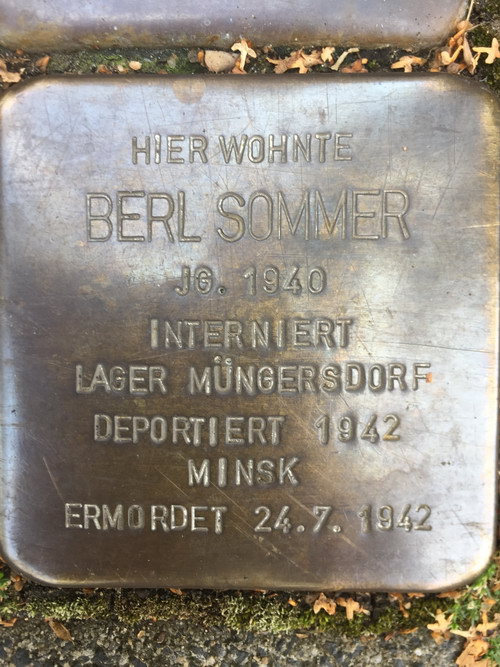 HIER WOHNTE
BERL SOMMER
JG. 1940
INTERNIERT
LAGER MÜNGERSDORF
DEPORTIERT 1942
MINSK
ERMORDET 24.7.1942